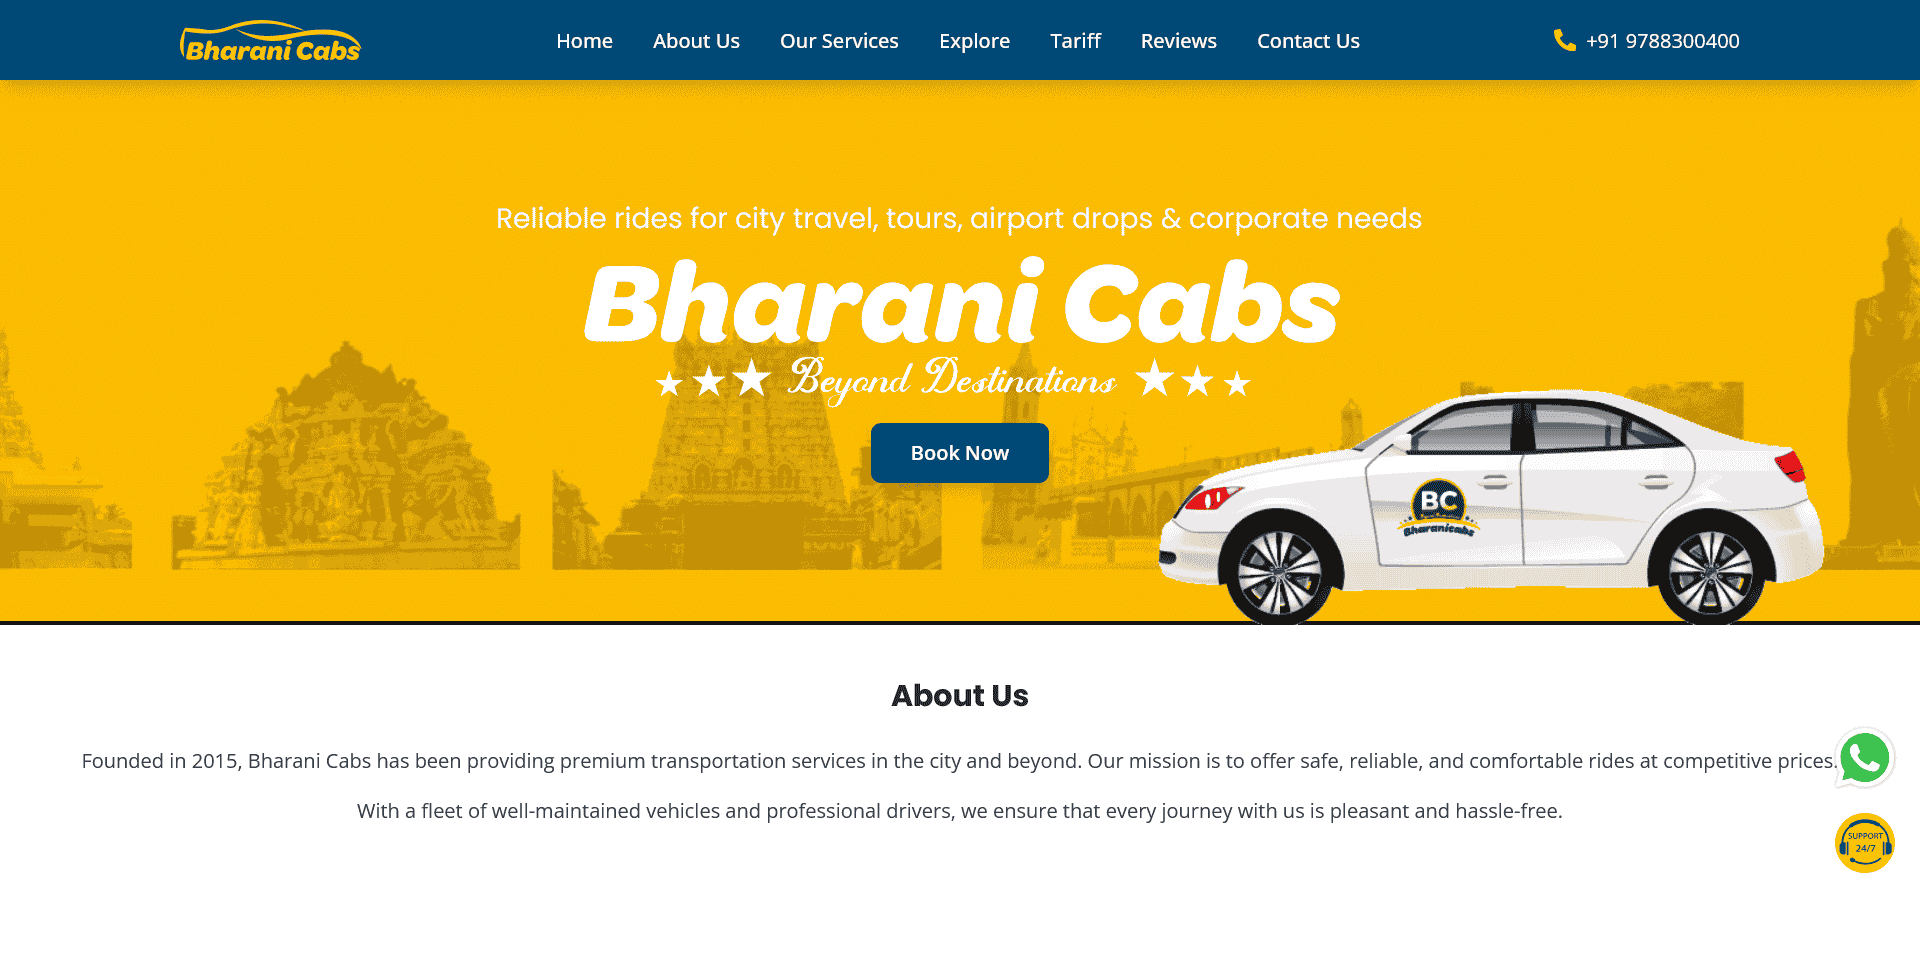 Bharani Cabs
Home
About Us
Our Services
Explore
Tariff
Reviews
Contact Us
+91 9788300400
Reliable rides for city travel, tours, airport drops & corporate needs
Bharani Cabs
Beyond Destinations
Book Now
BC
Bharanicabs
About Us
Founded in 2015, Bharani Cabs has been providing premium transportation services in the city and beyond. Our mission is to offer safe, reliable, and comfortable rides at competitive prices.
With a fleet of well-maintained vehicles and professional drivers, we ensure that every journey with us is pleasant and hassle-free.
SUPPORT
24/7